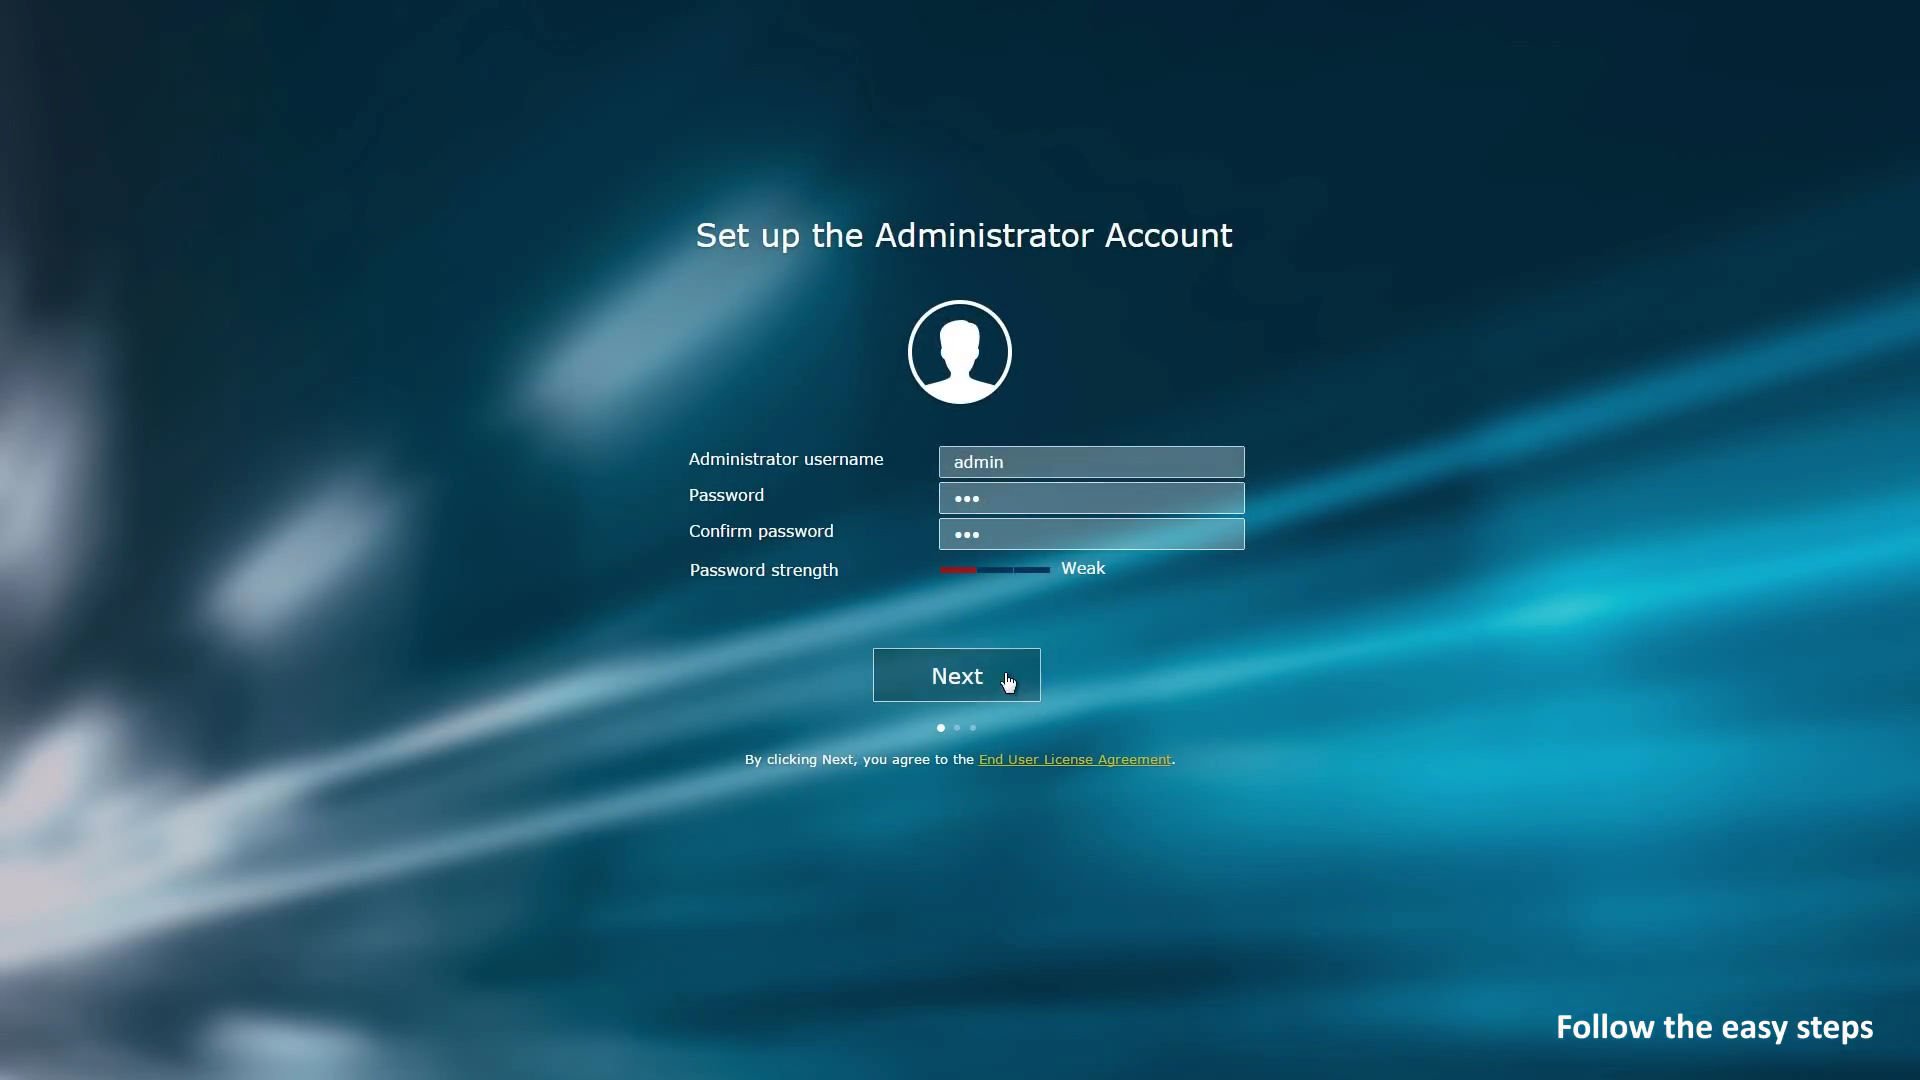 Set up the Administrator Account
Administrator username admin
Password •••
Confirm password •••
Password strength Weak
Next
By clicking Next, you agree to the End User License Agreement.
Follow the easy steps